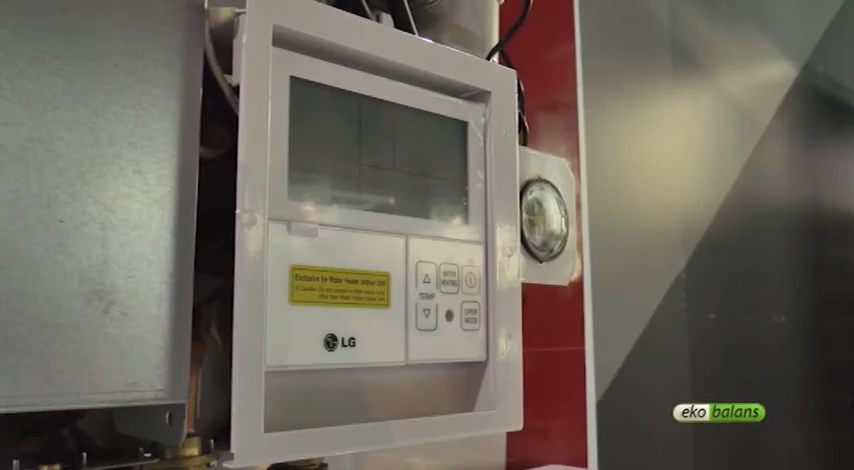 Exclusive for Water Heater Indoor Unit
TEMP
WATER
HEATING
OPER
MODE
LG
eko balans